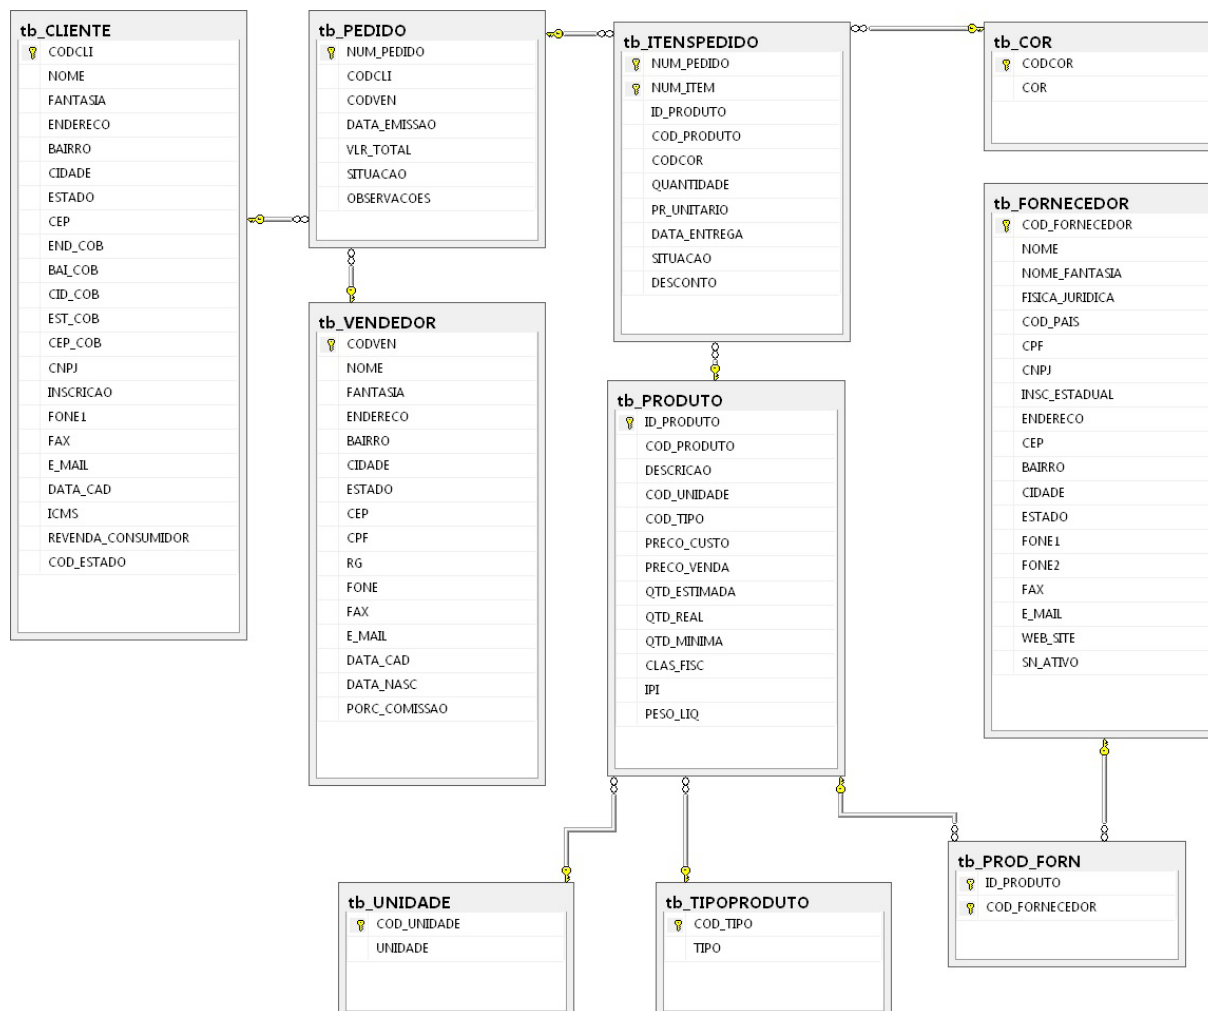 tb_CLIENTE
CODCLI
NOME
FANTASIA
ENDERECO
BAIRRO
CIDADE
ESTADO
CEP
END_COB
BAI_COB
CID_COB
EST_COB
CEP_COB
CNPJ
INSCRICAO
FONE1
FAX
E_MAIL
DATA_CAD
ICMS
REVENDA_CONSUMIDOR
COD_ESTADO
tb_PEDIDO
NUM_PEDIDO
CODCLI
CODVEN
DATA_EMISSAO
VLR_TOTAL
SITUACAO
OBSERVACOES
tb_VENDEDOR
CODVEN
NOME
FANTASIA
ENDERECO
BAIRRO
CIDADE
ESTADO
CEP
CPF
RG
FONE
FAX
E_MAIL
DATA_CAD
DATA_NASC
PORC_COMISSAO
tb_ITENSPEDIDO
NUM_PEDIDO
NUM_ITEM
ID_PRODUTO
COD_PRODUTO
CODCOR
QUANTIDADE
PR_UNITARIO
DATA_ENTREGA
SITUACAO
DESCONTO
tb_PRODUTO
ID_PRODUTO
COD_PRODUTO
DESCRICAO
COD_UNIDADE
COD_TIPO
PRECO_CUSTO
PRECO_VENDA
QTD_ESTIMADA
QTD_REAL
QTD_MINIMA
CLAS_FISC
IPI
PESO_LIQ
tb_COR
CODCOR
COR
tb_FORNECEDOR
COD_FORNECEDOR
NOME
NOME_FANTASIA
FISICA_JURIDICA
COD_PAIS
CPF
CNPJ
INSC_ESTADUAL
ENDERECO
CEP
BAIRRO
CIDADE
ESTADO
FONE1
FONE2
FAX
E_MAIL
WEB_SITE
SN_ATIVO
tb_UNIDADE
COD_UNIDADE
UNIDADE
tb_TIPOPRODUTO
COD_TIPO
TIPO
tb_PROD_FORN
ID_PRODUTO
COD_FORNECEDOR